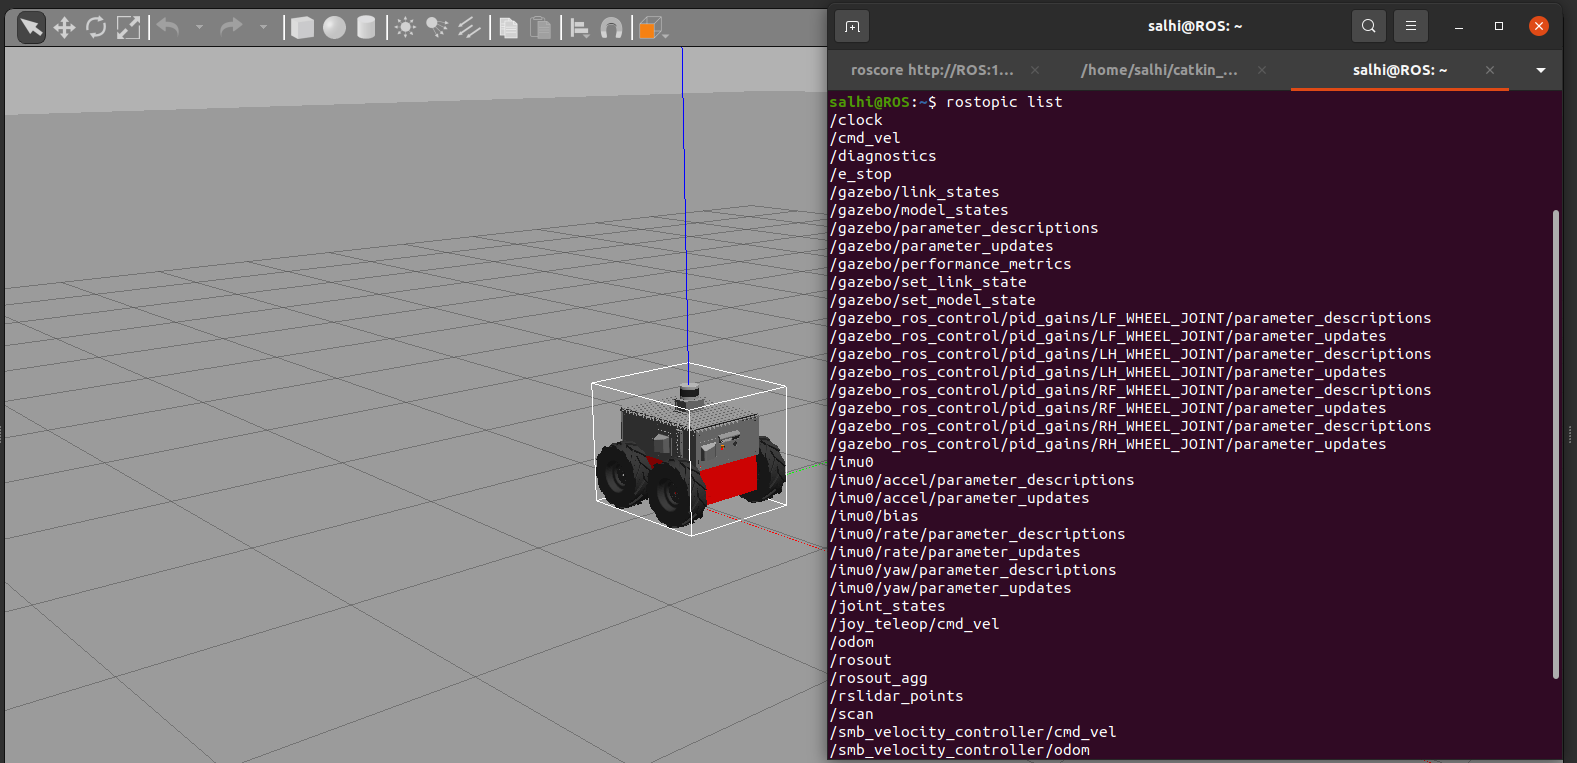 salhi@ROS: ~
roscore http://ROS:1...
/home/salhi/catkin_...
salhi@ROS: ~
salhi@ROS:~$ rostopic list
/clock
/cmd_vel
/diagnostics
/e_stop
/gazebo/link_states
/gazebo/model_states
/gazebo/parameter_descriptions
/gazebo/parameter_updates
/gazebo/performance_metrics
/gazebo/set_link_state
/gazebo/set_model_state
/gazebo_ros_control/pid_gains/LF_WHEEL_JOINT/parameter_descriptions
/gazebo_ros_control/pid_gains/LF_WHEEL_JOINT/parameter_updates
/gazebo_ros_control/pid_gains/LH_WHEEL_JOINT/parameter_descriptions
/gazebo_ros_control/pid_gains/LH_WHEEL_JOINT/parameter_updates
/gazebo_ros_control/pid_gains/RF_WHEEL_JOINT/parameter_descriptions
/gazebo_ros_control/pid_gains/RF_WHEEL_JOINT/parameter_updates
/gazebo_ros_control/pid_gains/RH_WHEEL_JOINT/parameter_descriptions
/gazebo_ros_control/pid_gains/RH_WHEEL_JOINT/parameter_updates
/imu0
/imu0/accel/parameter_descriptions
/imu0/accel/parameter_updates
/imu0/bias
/imu0/rate/parameter_descriptions
/imu0/rate/parameter_updates
/imu0/yaw/parameter_descriptions
/imu0/yaw/parameter_updates
/joint_states
/joy_teleop/cmd_vel
/odom
/rosout
/rosout_agg
/rslidar_points
/scan
/smb_velocity_controller/cmd_vel
/smb_velocity_controller/odom